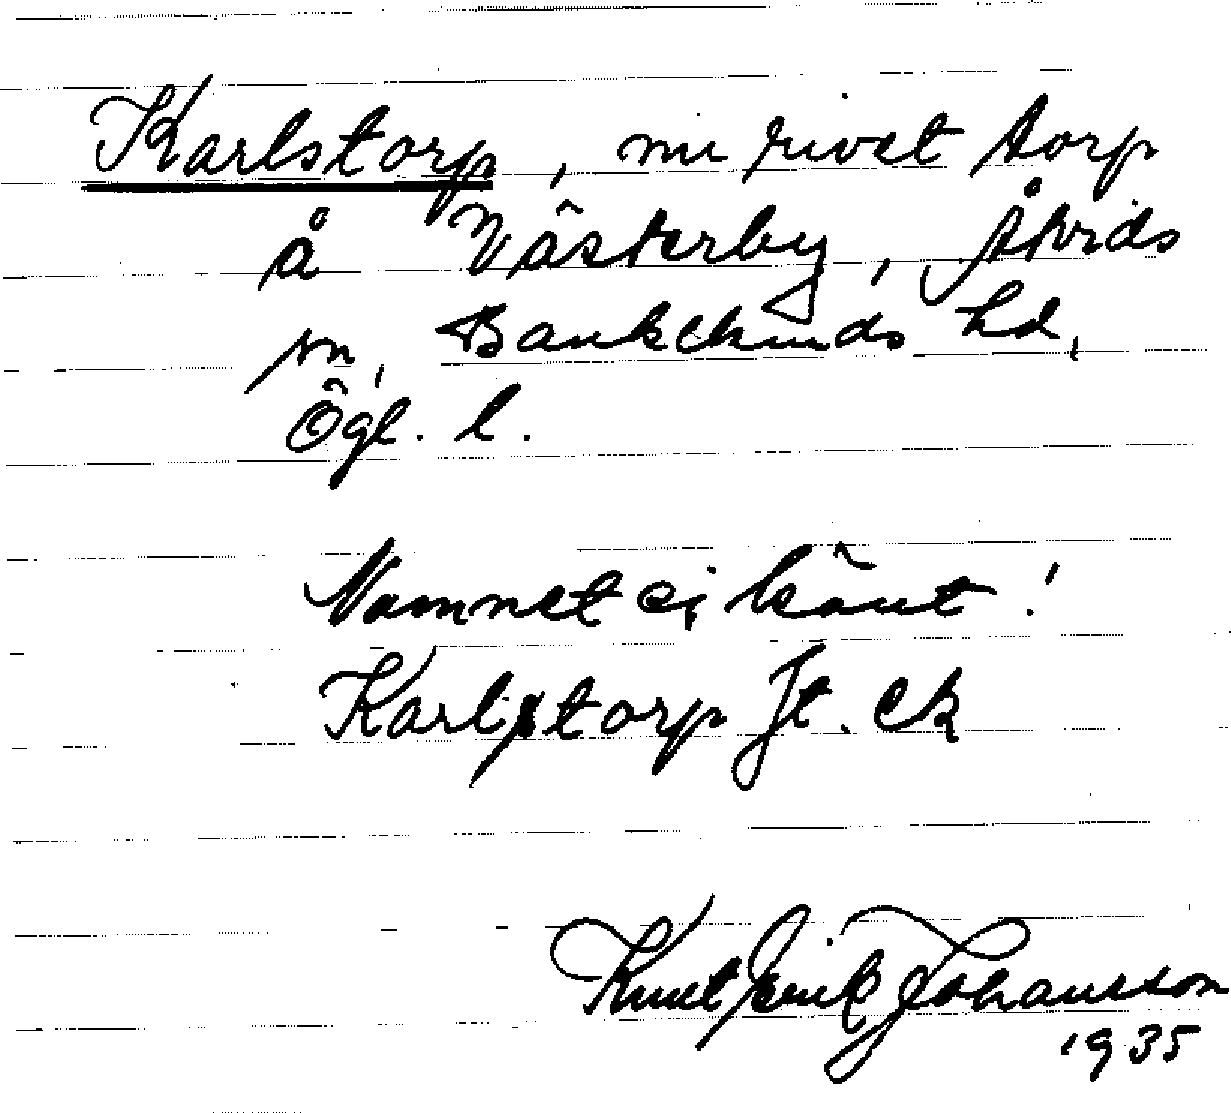 Karlstorp, nu rivet torp
å Västerby, Åtvids
sn, Bankekinds hd,
Ögl. l.
Namnet ej känt!
Karlstorp Jt. ek
Knut Erik Johansson
1935